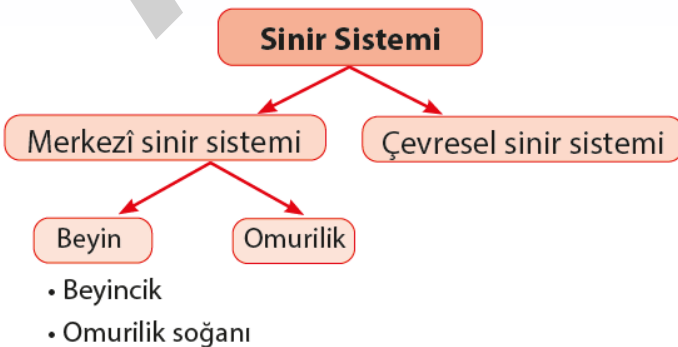 Sinir Sistemi
Merkezî sinir sistemi
Çevresel sinir sistemi
Beyin
Omurilik
• Beyincik
• Omurilik soğanı